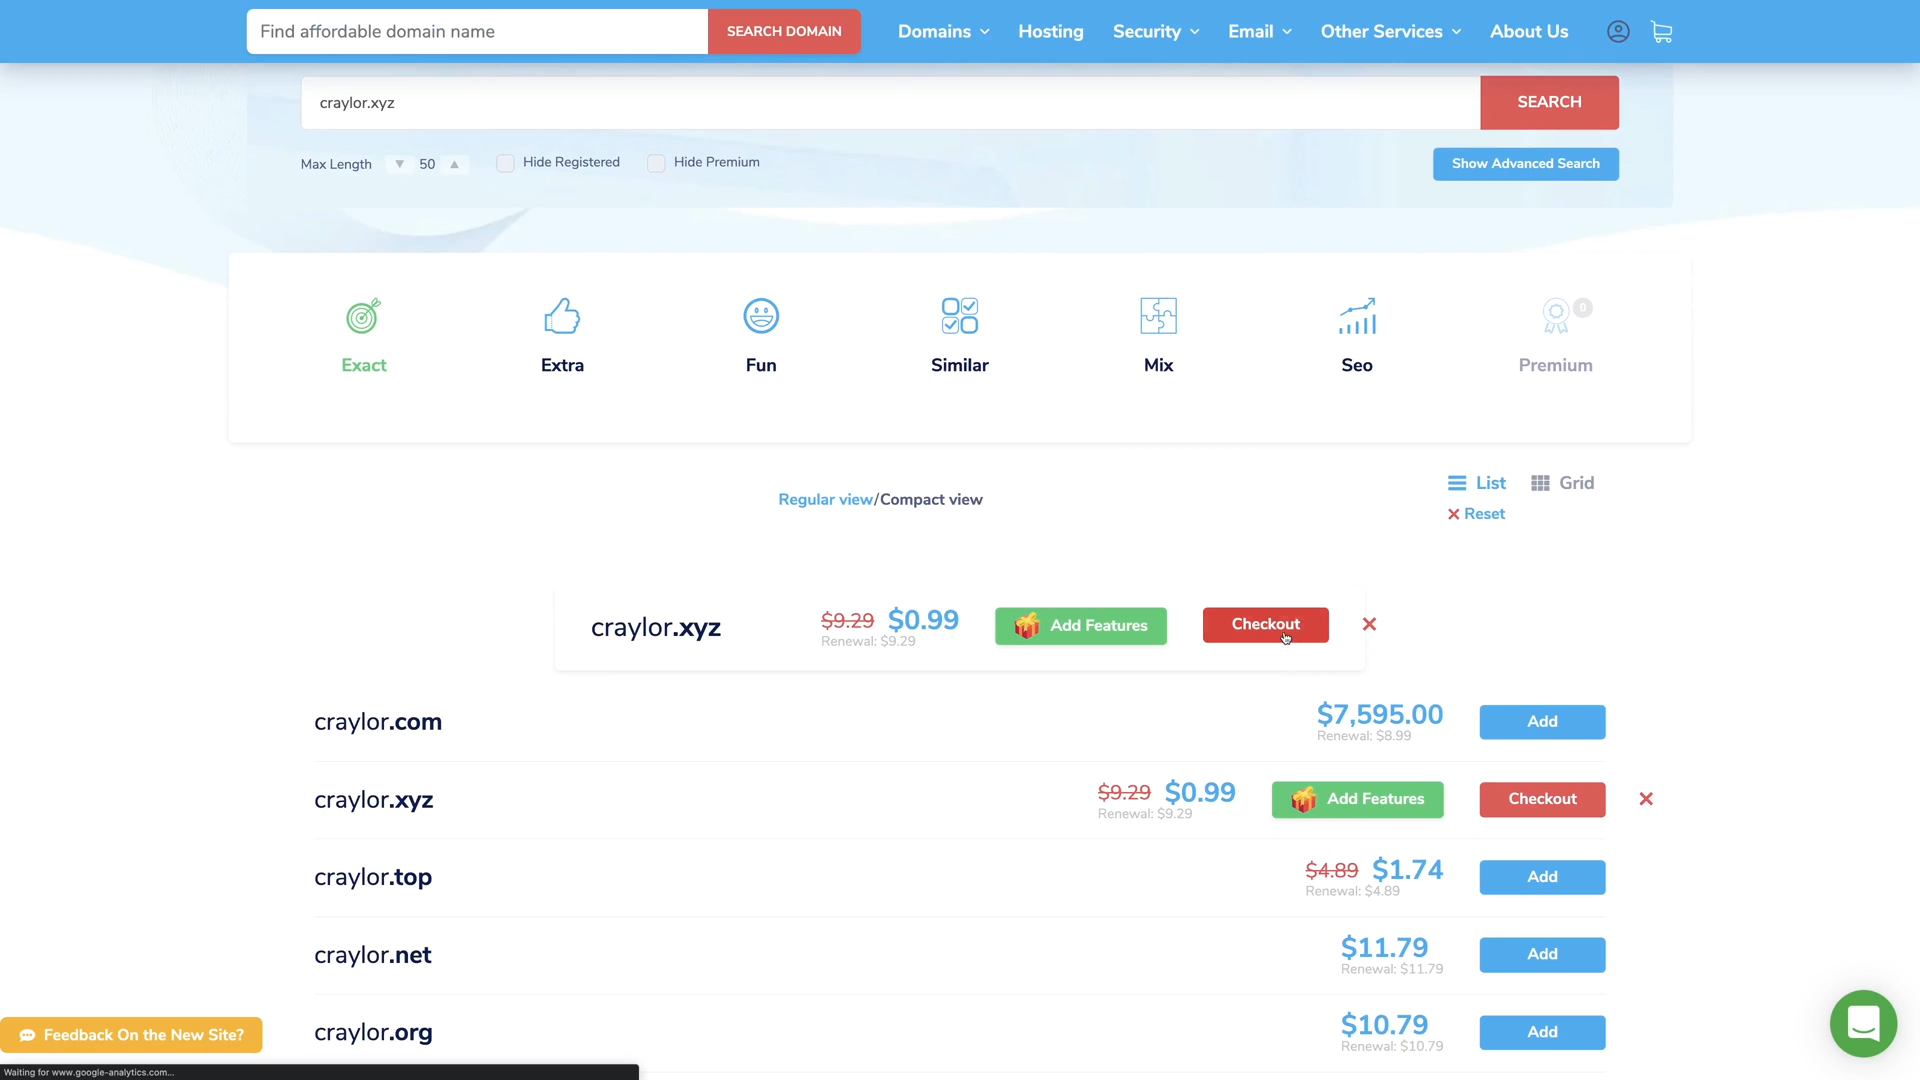 Find affordable domain name
SEARCH DOMAIN
Domains
Hosting
Security
Email
Other Services
About Us
craylor.xyz
SEARCH
Max Length
50
Hide Registered
Hide Premium
Show Advanced Search
0
Exact
Extra
Fun
Similar
Mix
Seo
Premium
Regular view/Compact view
List
Grid
Reset
craylor.xyz
$9.29 $0.99
Renewal: $9.29
Add Features
Checkout
craylor.com
$7,595.00
Renewal: $8.99
Add
craylor.xyz
$9.29 $0.99
Renewal: $9.29
Add Features
Checkout
craylor.top
$4.89 $1.74
Renewal: $4.89
Add
craylor.net
$11.79
Renewal: $11.79
Add
craylor.org
$10.79
Renewal: $10.79
Add
Feedback On the New Site?
Waiting for www.google-analytics.com...